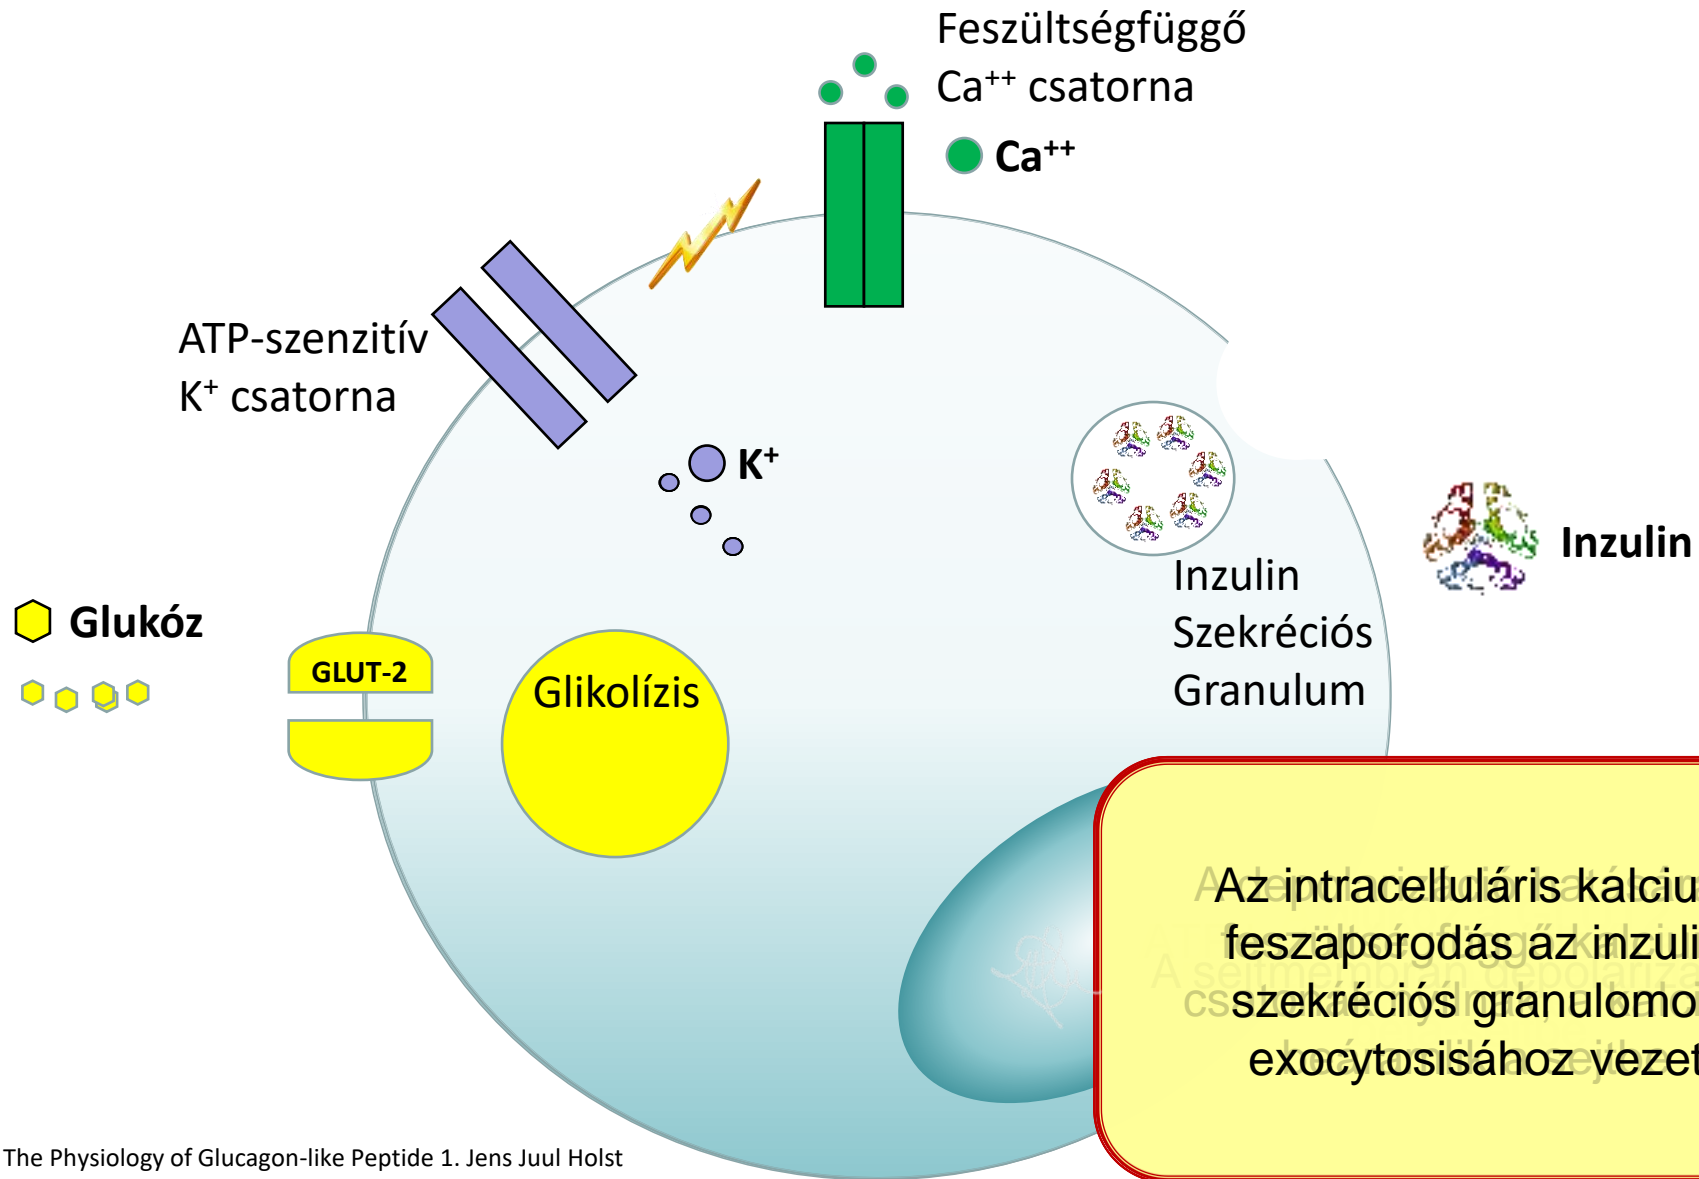 Feszültségfüggő
Ca++ csatorna
Ca++
ATP-szenzitív
K+ csatorna
K+
Inzulin
Inzulin
Szekréciós
Granulum
Glukóz
GLUT-2
Glikolízis
Az intracelluláris kalciu
feszaporodás az inzuli
szekréciós granulomo
exocytosisához vezet
The Physiology of Glucagon-like Peptide 1. Jens Juul Holst